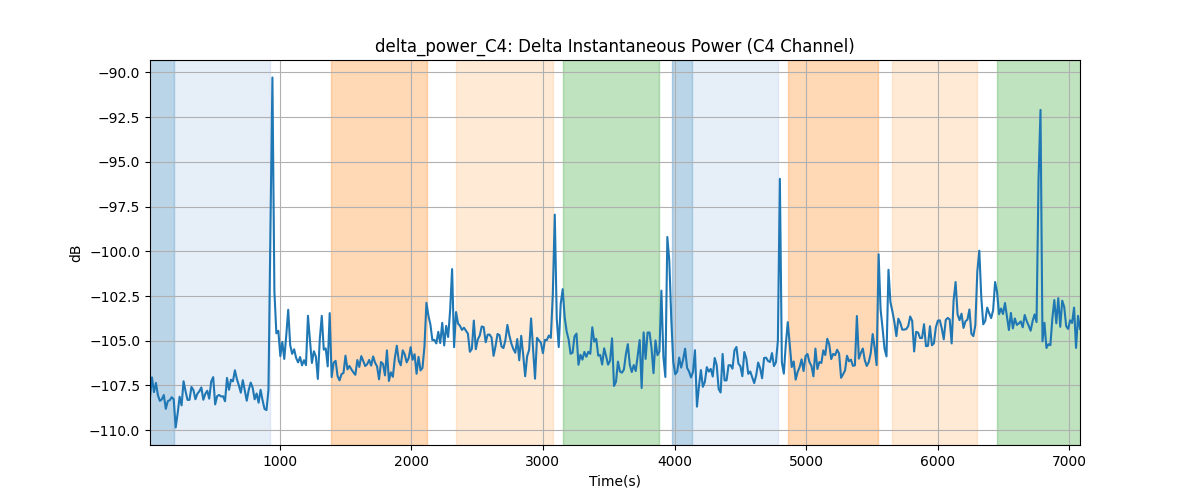 delta_power_C4: Delta Instantaneous Power (C4 Channel)
−90.0
−92.5
−95.0
−97.5
−100.0
−102.5
−105.0
−107.5
−110.0
dB
1000 2000 3000 4000 5000 6000 7000
Time(s)